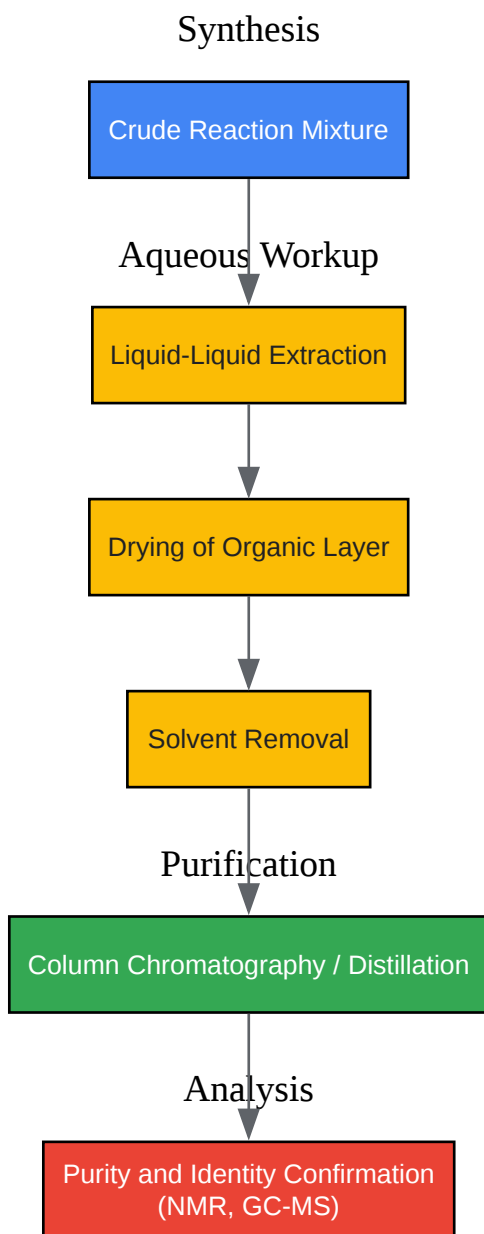 Synthesis
Crude Reaction Mixture
Aqueous Workup
Liquid-Liquid Extraction
Drying of Organic Layer
Solvent Removal
Purification
Column Chromatography / Distillation
Analysis
Purity and Identity Confirmation
(NMR, GC-MS)